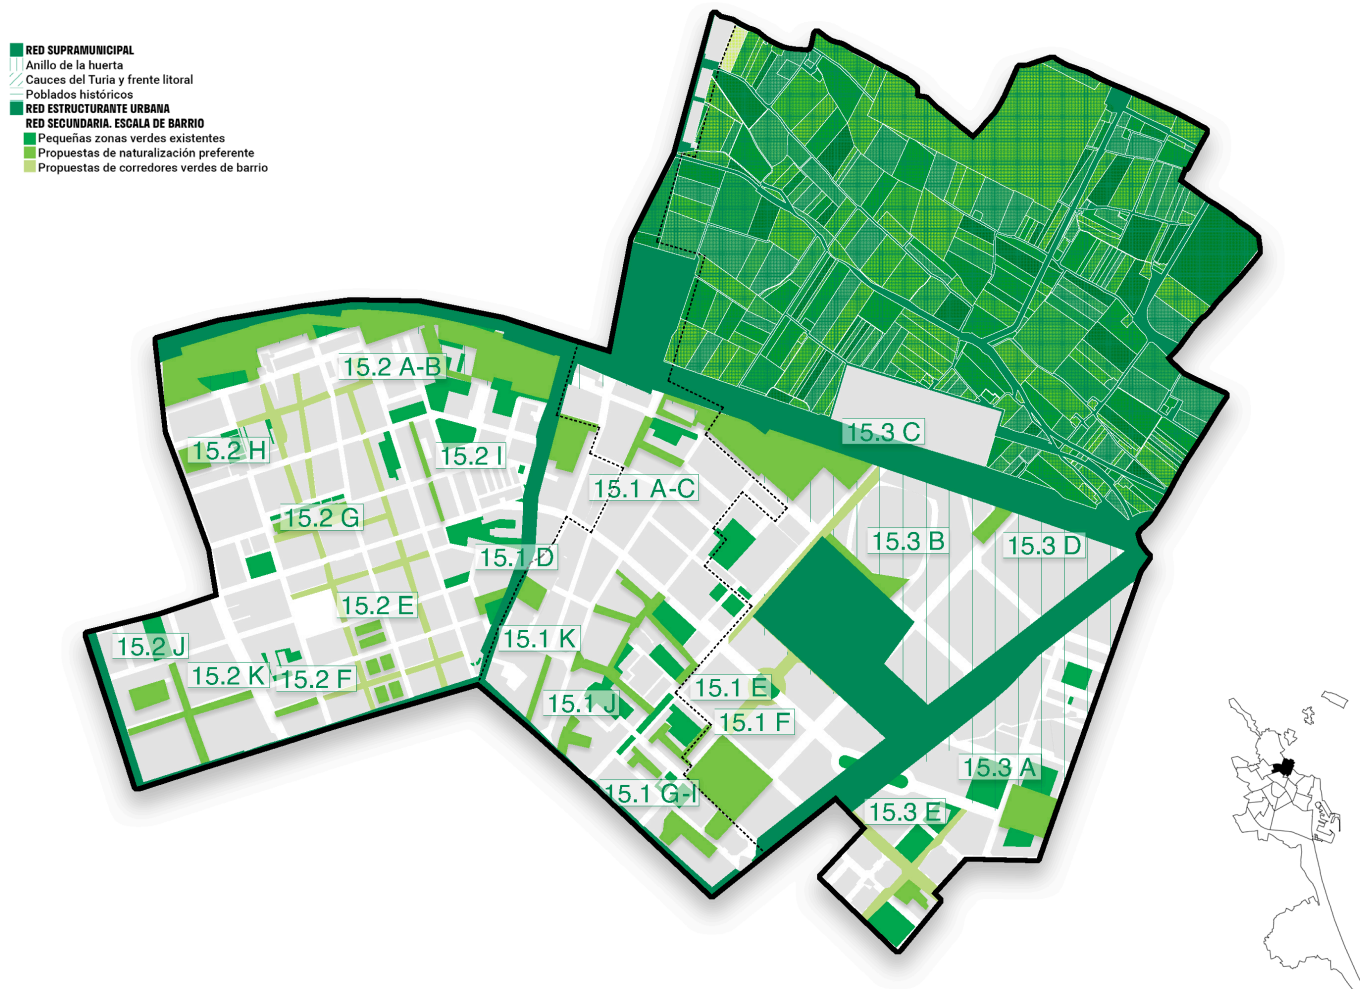 RED SUPRAMUNICIPAL
Anillo de la huerta
Cauces del Turia y frente litoral
Poblados históricos
RED ESTRUCTURANTE URBANA
RED SECUNDARIA. ESCALA DE BARRIO
Pequeñas zonas verdes existentes
Propuestas de naturalización preferente
Propuestas de corredores verdes de barrio
15.2 A-B
15.3 C
15.2 H
15.2 I
15.1 A-C
15.2 G
15.3 B
15.3 D
15.1 D
15.2 E
15.1 K
15.2 J
15.2 K
15.2 F
15.1 E
15.1 J
15.1 F
15.3 A
15.1 G-I
15.3 E